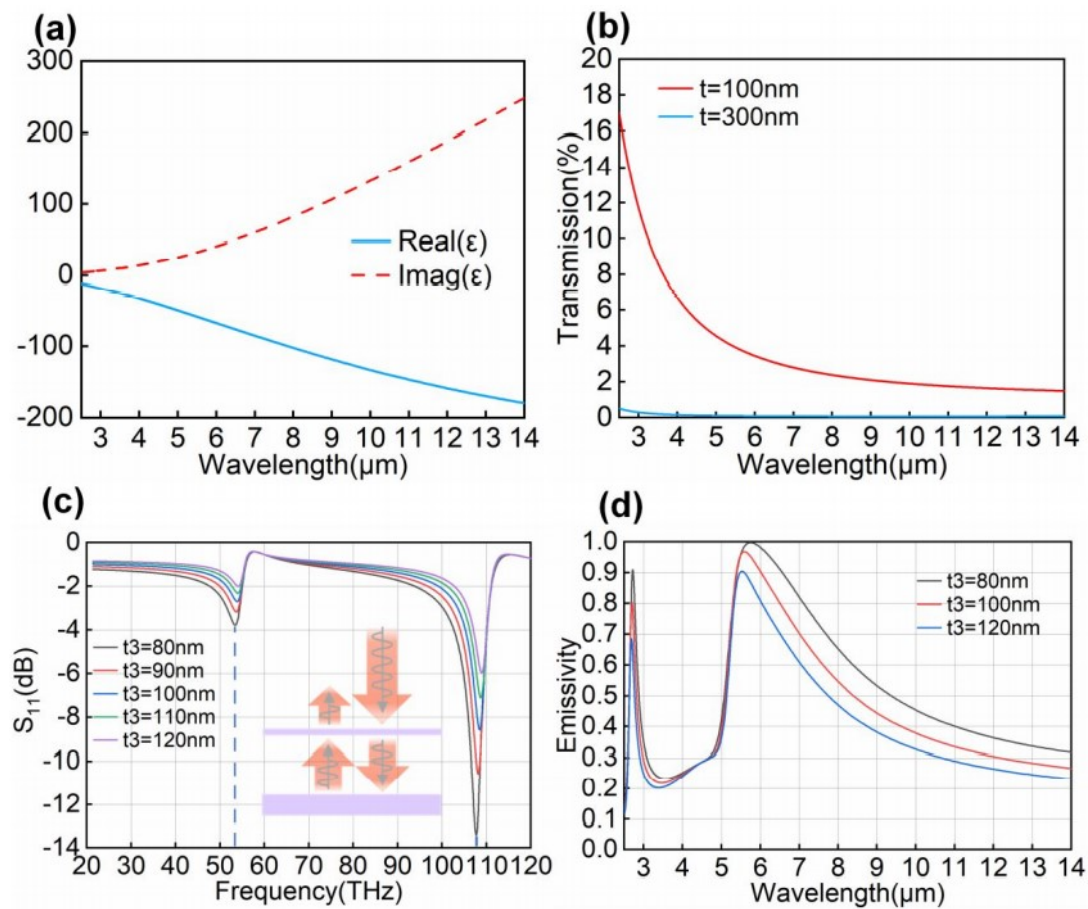 (a)
300
200
100
0
-100
-200
Real(ε)
Imag(ε)
3 4 5 6 7 8 9 10 11 12 13 14
Wavelength(μm)
(b)
Transmission(%)
20
18
16
14
12
10
8
6
4
2
0
t=100nm
t=300nm
3 4 5 6 7 8 9 10 11 12 13 14
Wavelength(μm)
(c)
S11(dB)
0
-2
-4
-6
-8
-10
-12
-14
t3=80nm
t3=90nm
t3=100nm
t3=110nm
t3=120nm
20 30 40 50 60 70 80 90 100 110 120
Frequency(THz)
(d)
Emissivity
1.0
0.9
0.8
0.7
0.6
0.5
0.4
0.3
0.2
0.1
0.0
t3=80nm
t3=100nm
t3=120nm
3 4 5 6 7 8 9 10 11 12 13 14
Wavelength(μm)